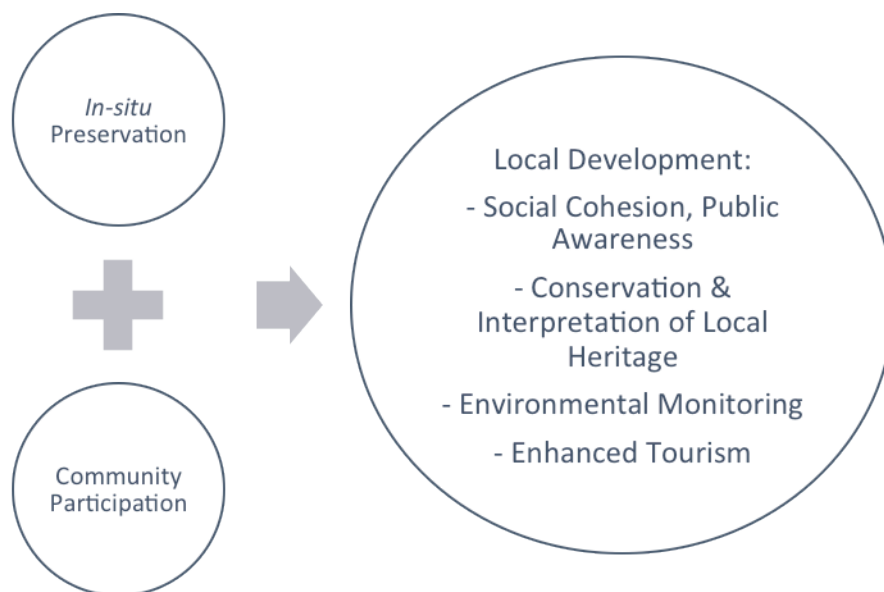 In-situ
Preservation
Community
Participation
Local Development:
- Social Cohesion, Public
Awareness
- Conservation &
Interpretation of Local
Heritage
- Environmental Monitoring
- Enhanced Tourism